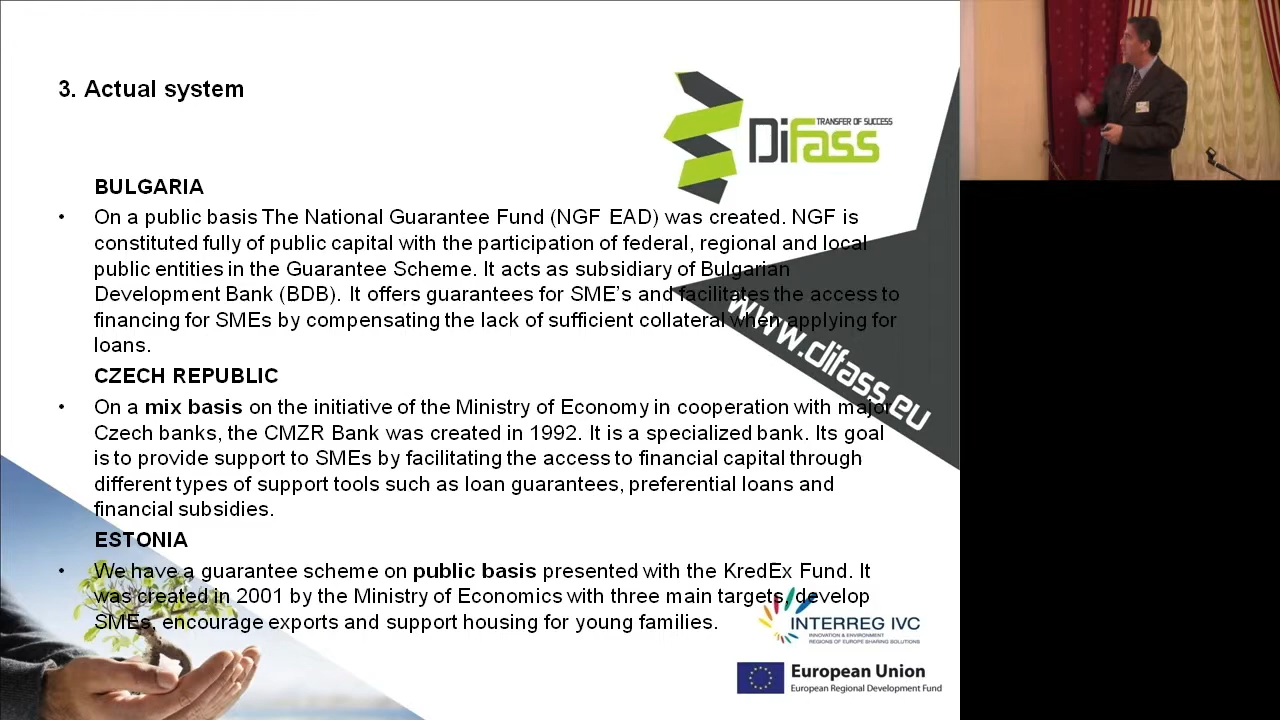 3. Actual system
TRANSFER OF SUCCESS
DiFass
BULGARIA
• On a public basis The National Guarantee Fund (NGF EAD) was created. NGF is
constituted fully of public capital with the participation of federal, regional and local
public entities in the Guarantee Scheme. It acts as subsidiary of Bulgarian
Development Bank (BDB). It offers guarantees for SME's and facilitates the access to
financing for SMEs by compensating the lack of sufficient collateral when applying for
loans.
www.difass.eu
CZECH REPUBLIC
• On a mix basis on the initiative of the Ministry of Economy in cooperation with major
Czech banks, the CMZR Bank was created in 1992. It is a specialized bank. Its goal
is to provide support to SMEs by facilitating the access to financial capital through
different types of support tools such as loan guarantees, preferential loans and
financial subsidies.
ESTONIA
• We have a guarantee scheme on public basis presented with the KredEx Fund. It
was created in 2001 by the Ministry of Economics with three main targets, develop
SMEs, encourage exports and support housing for young families.
INTERREG IVC
INNOVATION & ENVIRONMENT
REGIONS OF EUROPE SHARING SOLUTIONS
European Union
European Regional Development Fund